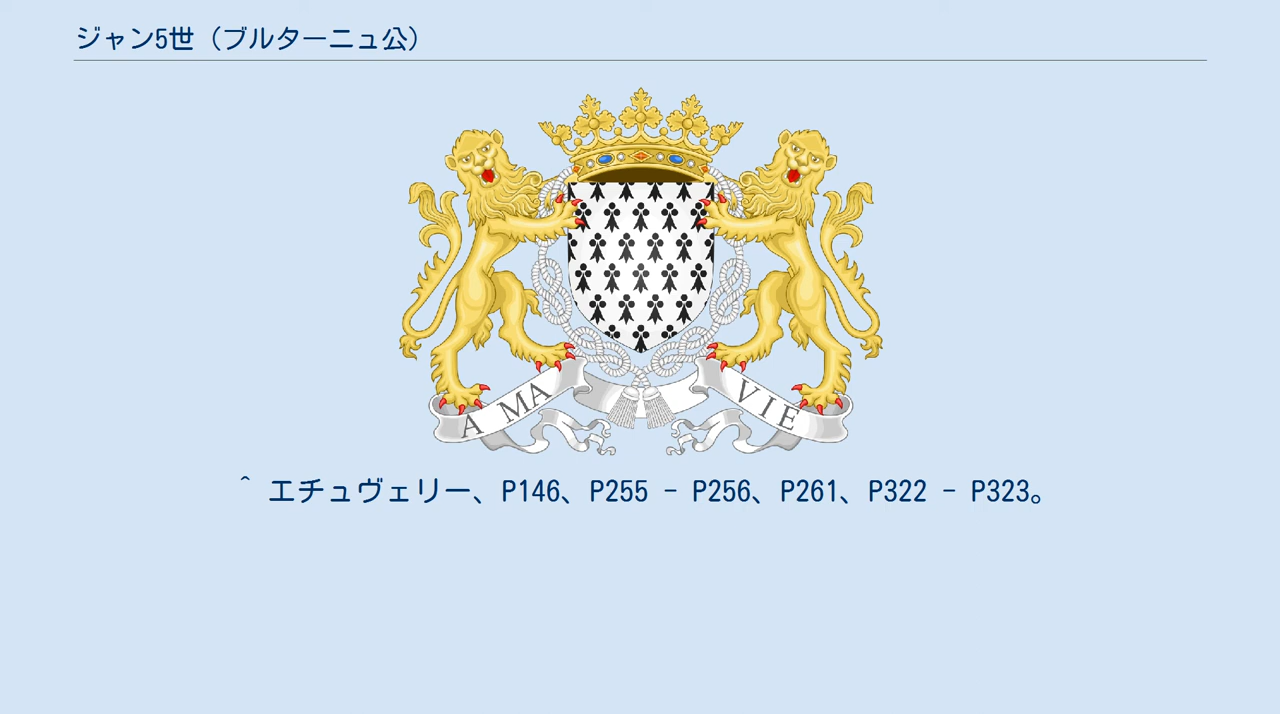 ジャン5世（ブルターニュ公）
A MA VIE
^ エチュヴェリー、P146、P255 - P256、P261、P322 - P323。